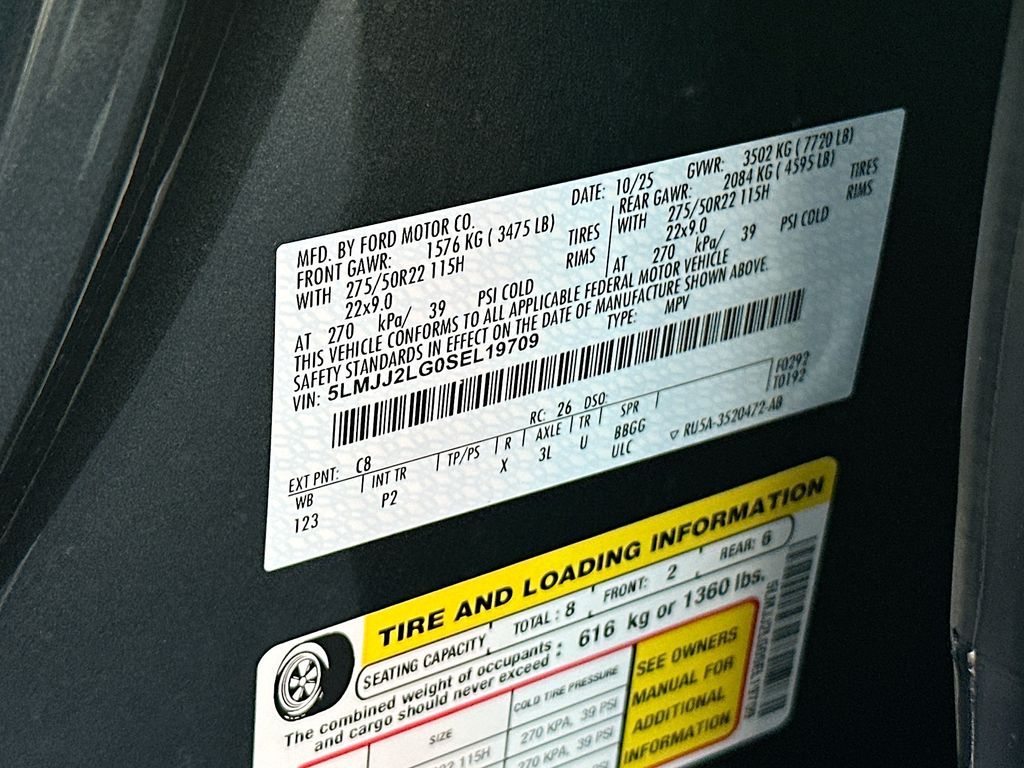 MFD. BY FORD MOTOR CO.
DATE: 10/25
GVWR: 3502 KG ( 7720 LB)
FRONT GAWR: 1576 KG ( 3475 LB)
WITH 275/50R22 115H TIRES
22x9.0 RIMS
AT 270 kPa/ 39 PSI COLD
REAR GAWR: 2084 KG ( 4595 LB)
WITH 275/50R22 115H TIRES
22x9.0 RIMS
AT 270 kPa/ 39 PSI COLD
THIS VEHICLE CONFORMS TO ALL APPLICABLE FEDERAL MOTOR VEHICLE
SAFETY STANDARDS IN EFFECT ON THE DATE OF MANUFACTURE SHOWN ABOVE.
VIN: 5LMJJ2LG0SEL19709
TYPE: MPV
F0292
T0192
EXT PNT: C8 RC: 26 DSO:
WB INT TR TP/PS R AXLE TR SPR
123 P2 X 3L U BBGG
ULC
▽ RU5A-3520472-AB
TIRE AND LOADING INFORMATION
SEATING CAPACITY TOTAL : 8 FRONT: 2 REAR: 6
The combined weight of occupants
and cargo should never exceed : 616 kg or 1360 lbs.
SIZE COLD TIRE PRESSURE
115H 270 KPA, 39 PSI
270 KPA, 39 PSI
SEE OWNERS
MANUAL FOR
ADDITIONAL
INFORMATION